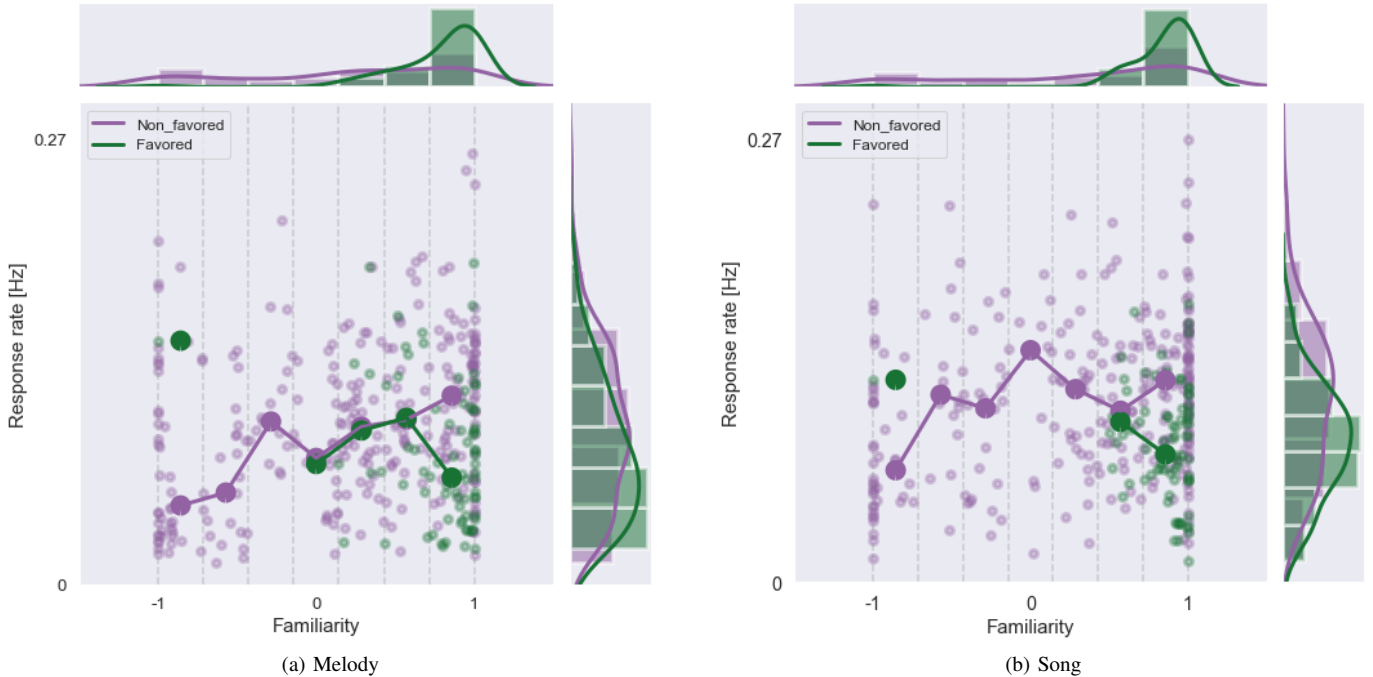 0.27
Non_favored
Favored
Response rate [Hz]
0
-1
0
1
Familiarity
(a) Melody
0.27
Non_favored
Favored
Response rate [Hz]
0
-1
0
1
Familiarity
(b) Song